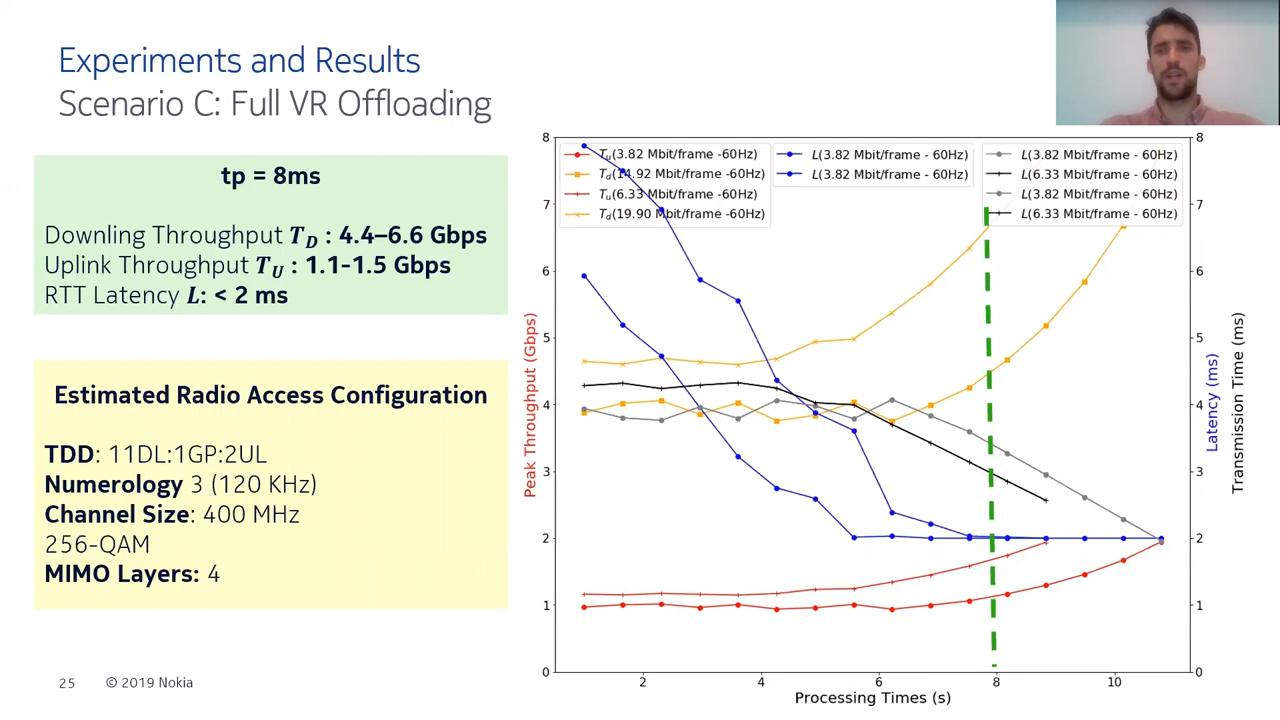 Experiments and Results
Scenario C: Full VR Offloading
tp = 8ms
Downling Throughput T_D : 4.4–6.6 Gbps
Uplink Throughput T_U : 1.1-1.5 Gbps
RTT Latency L: < 2 ms
Estimated Radio Access Configuration
TDD: 11DL:1GP:2UL
Numerology 3 (120 KHz)
Channel Size: 400 MHz
256-QAM
MIMO Layers: 4
25 © 2019 Nokia
T_u(3.82 Mbit/frame -60Hz)
T_d(14.92 Mbit/frame -60Hz)
T_u(6.33 Mbit/frame -60Hz)
T_d(19.90 Mbit/frame -60Hz)
L(3.82 Mbit/frame - 60Hz)
L(3.82 Mbit/frame - 60Hz)
L(3.82 Mbit/frame - 60Hz)
L(6.33 Mbit/frame - 60Hz)
L(3.82 Mbit/frame - 60Hz)
L(6.33 Mbit/frame - 60Hz)
Peak Throughput (Gbps)
8
7
6
5
4
3
2
1
0
2 4 6 8 10
Processing Times (s)
8
7
6
5
4
3
2
1
0
Latency (ms)
Transmission Time (ms)